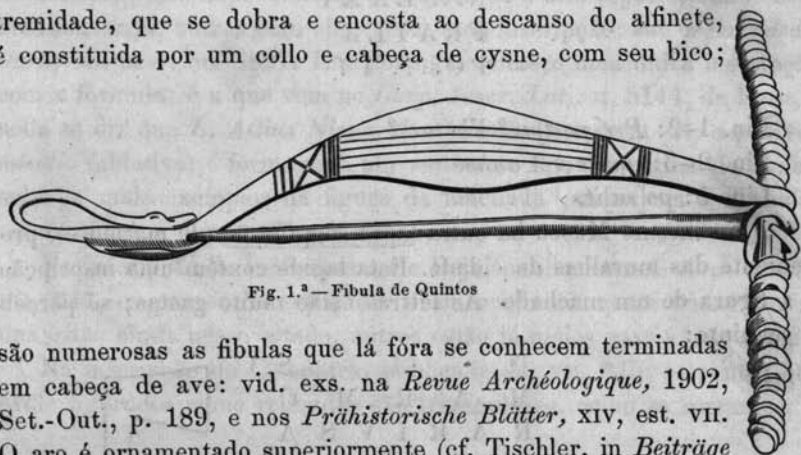 tremidade, que se dobra e encosta ao descanso do alfinete,
é constituida por um collo e cabeça de cysne, com seu bico;
Fig. 1.ª — Fibula de Quintos
são numerosas as fibulas que lá fóra se conhecem terminadas
em cabeça de ave: vid. exs. na Revue Archéologique, 1902,
Set.-Out., p. 189, e nos Prähistorische Blätter, XIV, est. VII.
O aro é ornamentado superiormente (cf. Tischler, in Beiträge